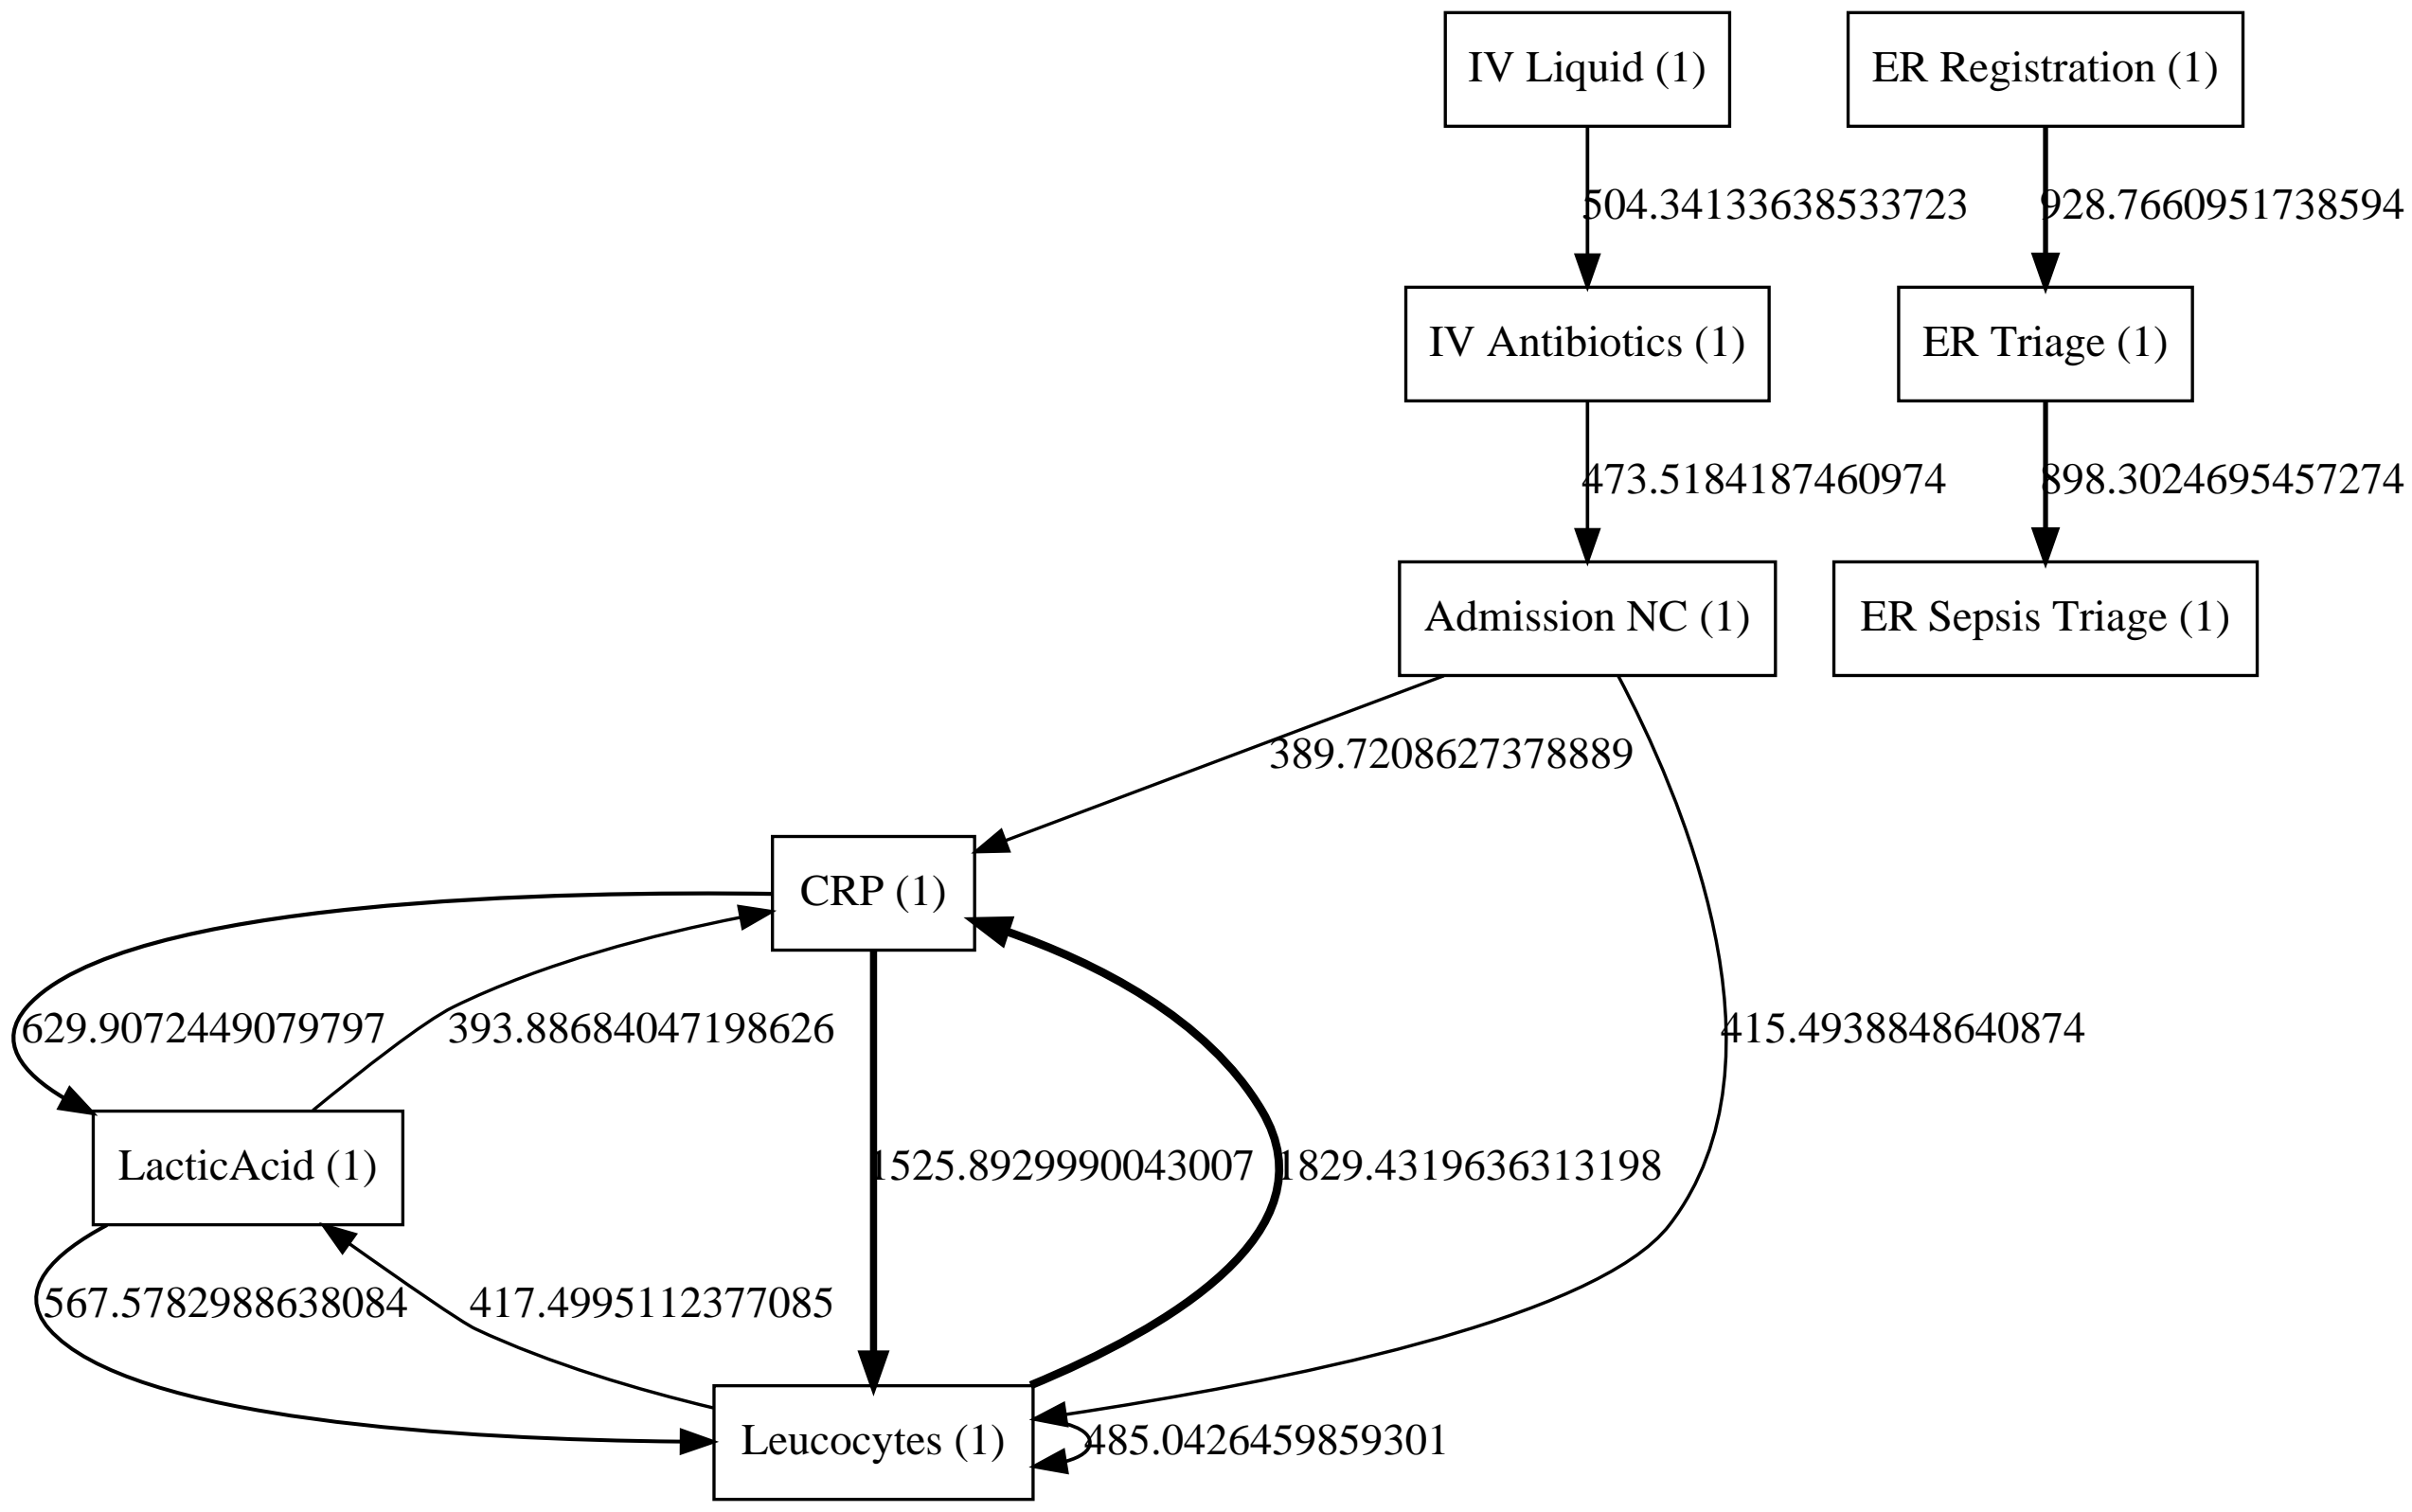 IV Liquid (1)
ER Registration (1)
504.34133638533723
928.7660951738594
IV Antibiotics (1)
ER Triage (1)
473.5184187460974
898.3024695457274
Admission NC (1)
ER Sepsis Triage (1)
389.7208627378889
CRP (1)
629.9072449079797
393.88684047198626
415.4938848640874
LacticAcid (1)
1525.8929990043007
1829.4319636313198
567.5782988638084
417.4995112377085
Leucocytes (1)
485.0426459859301